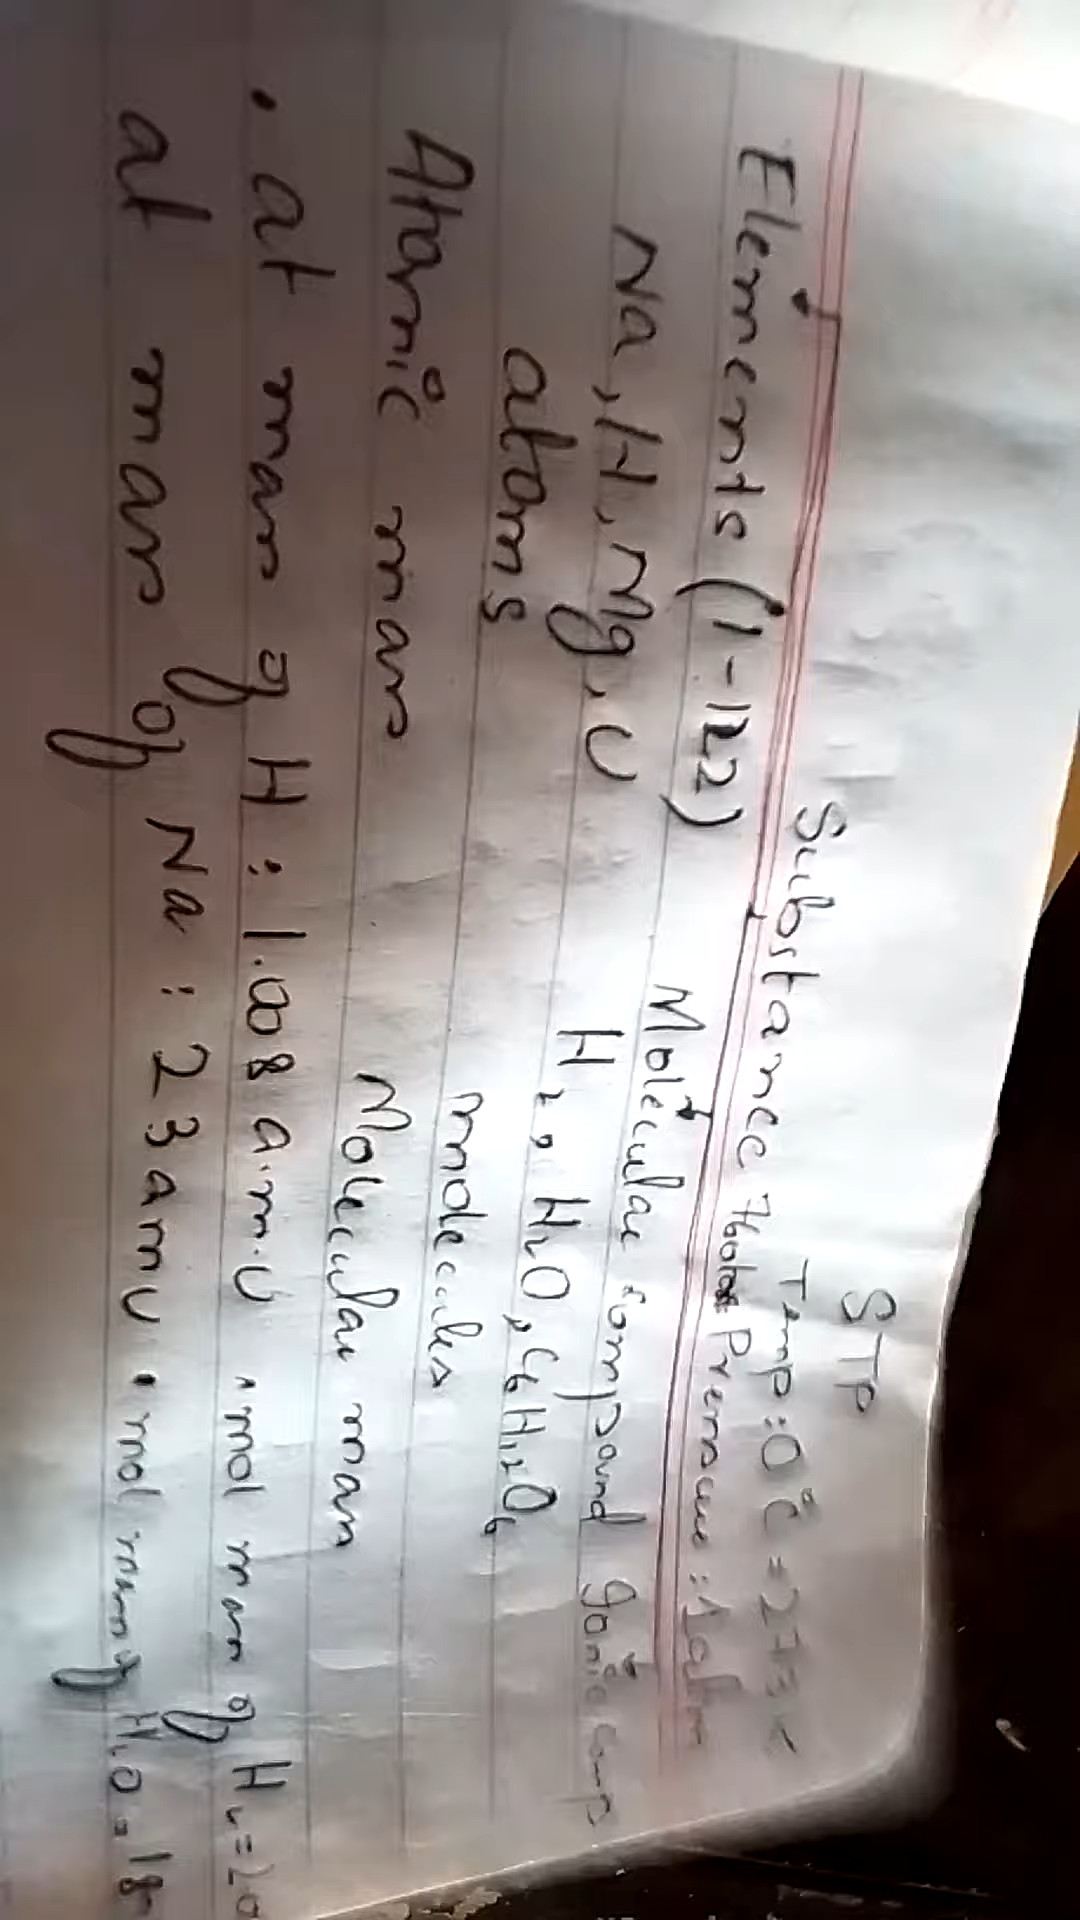 STP
Temp: 0°C = 273 K
Substance 760 Pressure: 1 atm
Elements (1-122) Molecular compound Ionic comp
Na, H, Mg, U H₂, H₂O, C₆H₁₂O₆
atoms molecules
Atomic mass Molecular mass
. at mass of H : 1.008 a.m.u . mol mass of H₂ = 2.0
at mass of Na : 23 amu . mol mass of H₂O = 18